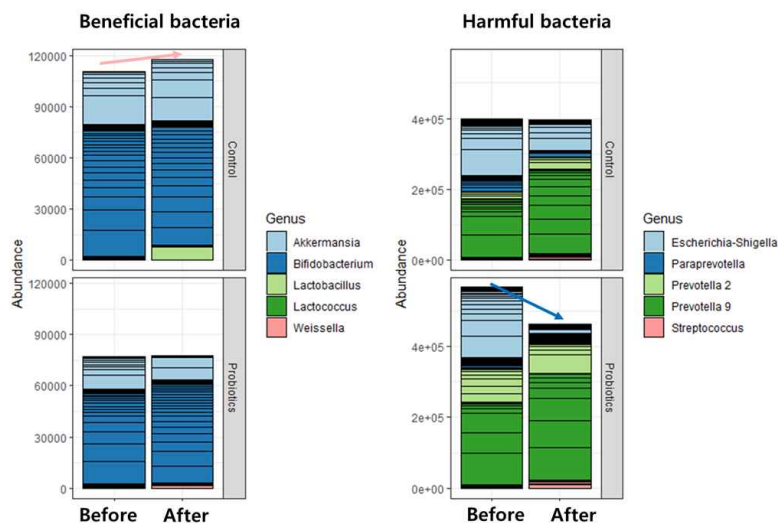 Beneficial bacteria
Harmful bacteria
Abundance
120000
90000
60000
30000
0
Control
120000
90000
60000
30000
0
Probiotics
Before
After
Genus
Akkermansia
Bifidobacterium
Lactobacillus
Lactococcus
Weissella
Abundance
4e+05
2e+05
0e+00
Control
4e+05
2e+05
0e+00
Probiotics
Before
After
Genus
Escherichia-Shigella
Paraprevotella
Prevotella 2
Prevotella 9
Streptococcus